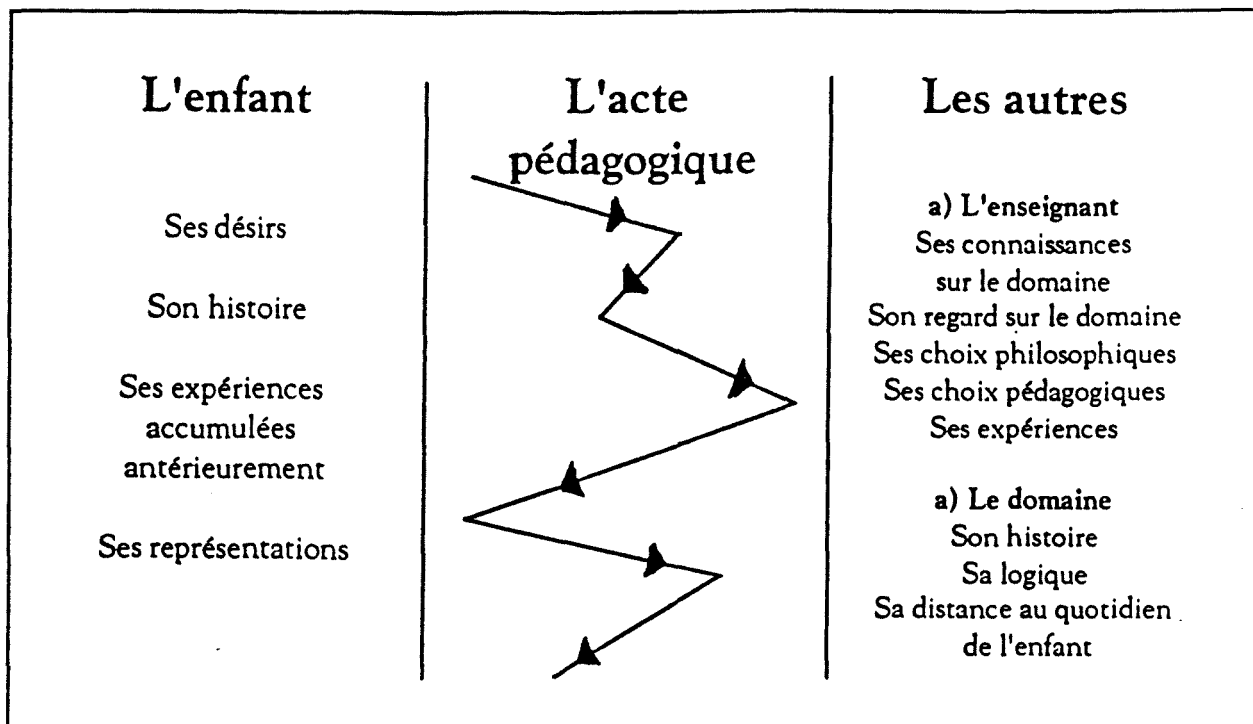 L'enfant
Ses désirs
Son histoire
Ses expériences
accumulées
antérieurement
Ses représentations
L'acte
pédagogique
Les autres
a) L'enseignant
Ses connaissances
sur le domaine
Son regard sur le domaine
Ses choix philosophiques
Ses choix pédagogiques
Ses expériences
a) Le domaine
Son histoire
Sa logique
Sa distance au quotidien
de l'enfant